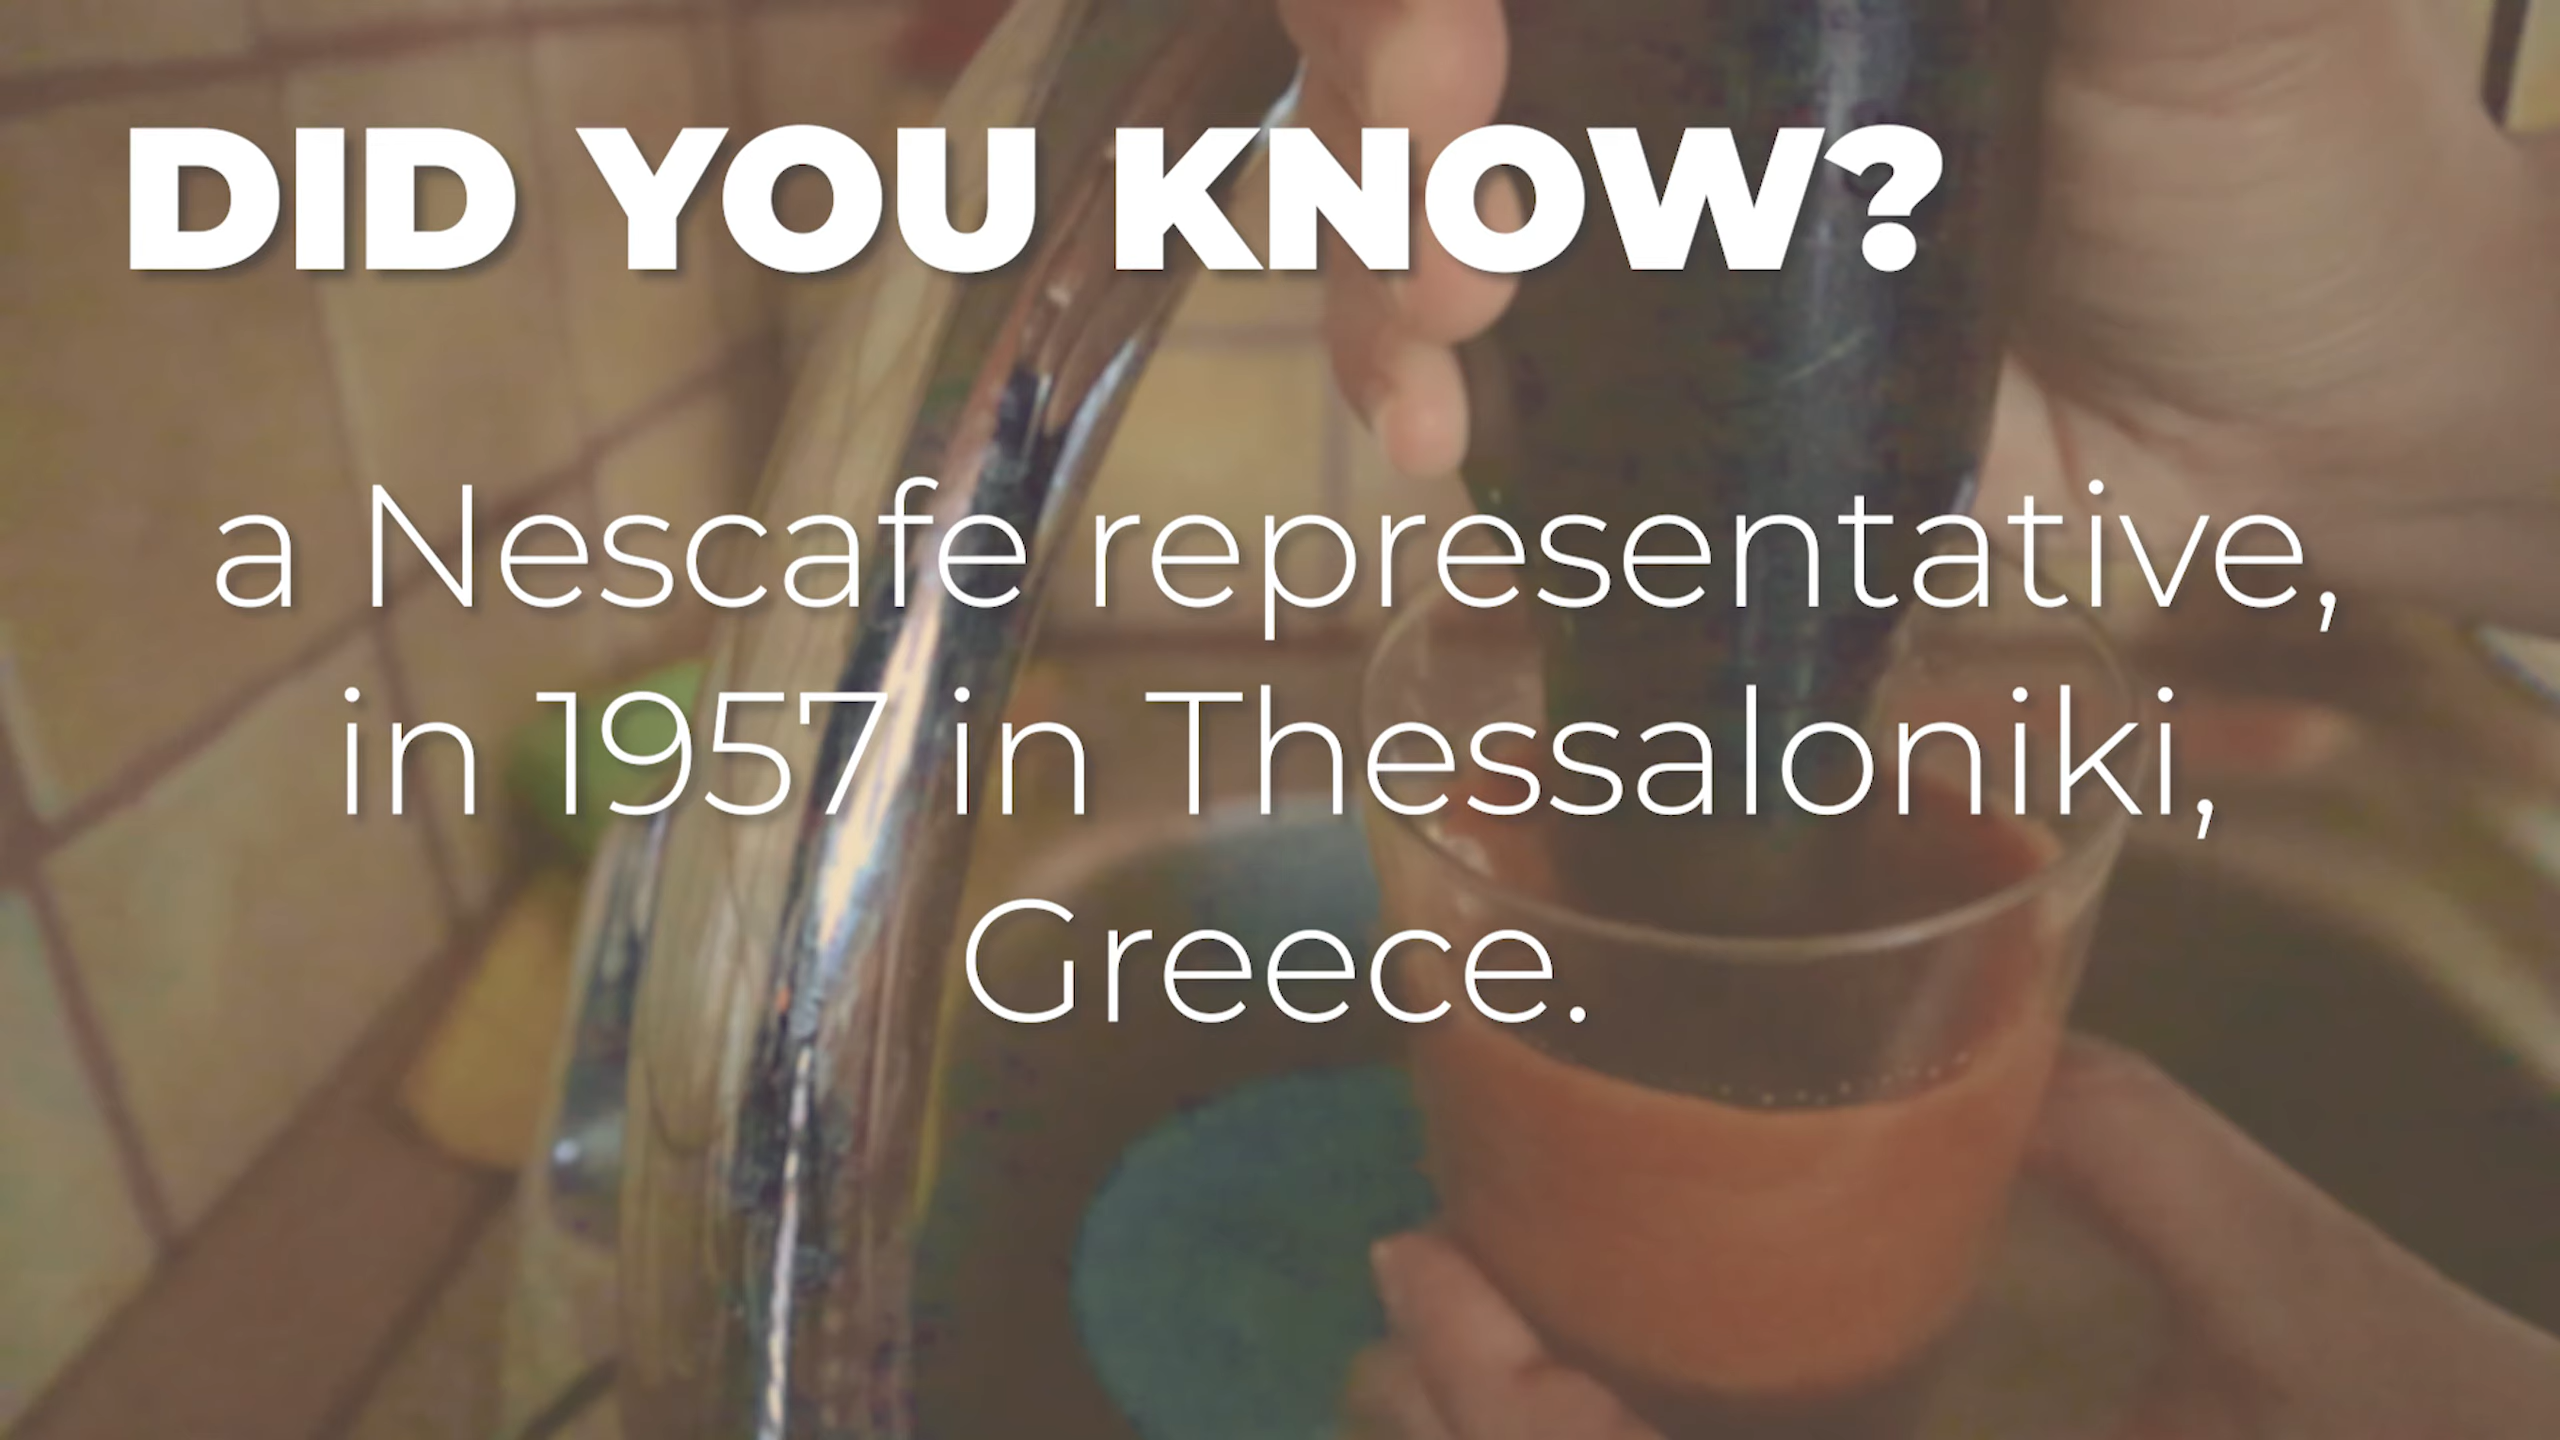 DID YOU KNOW?
a Nescafe representative,
in 1957 in Thessaloniki,
Greece.